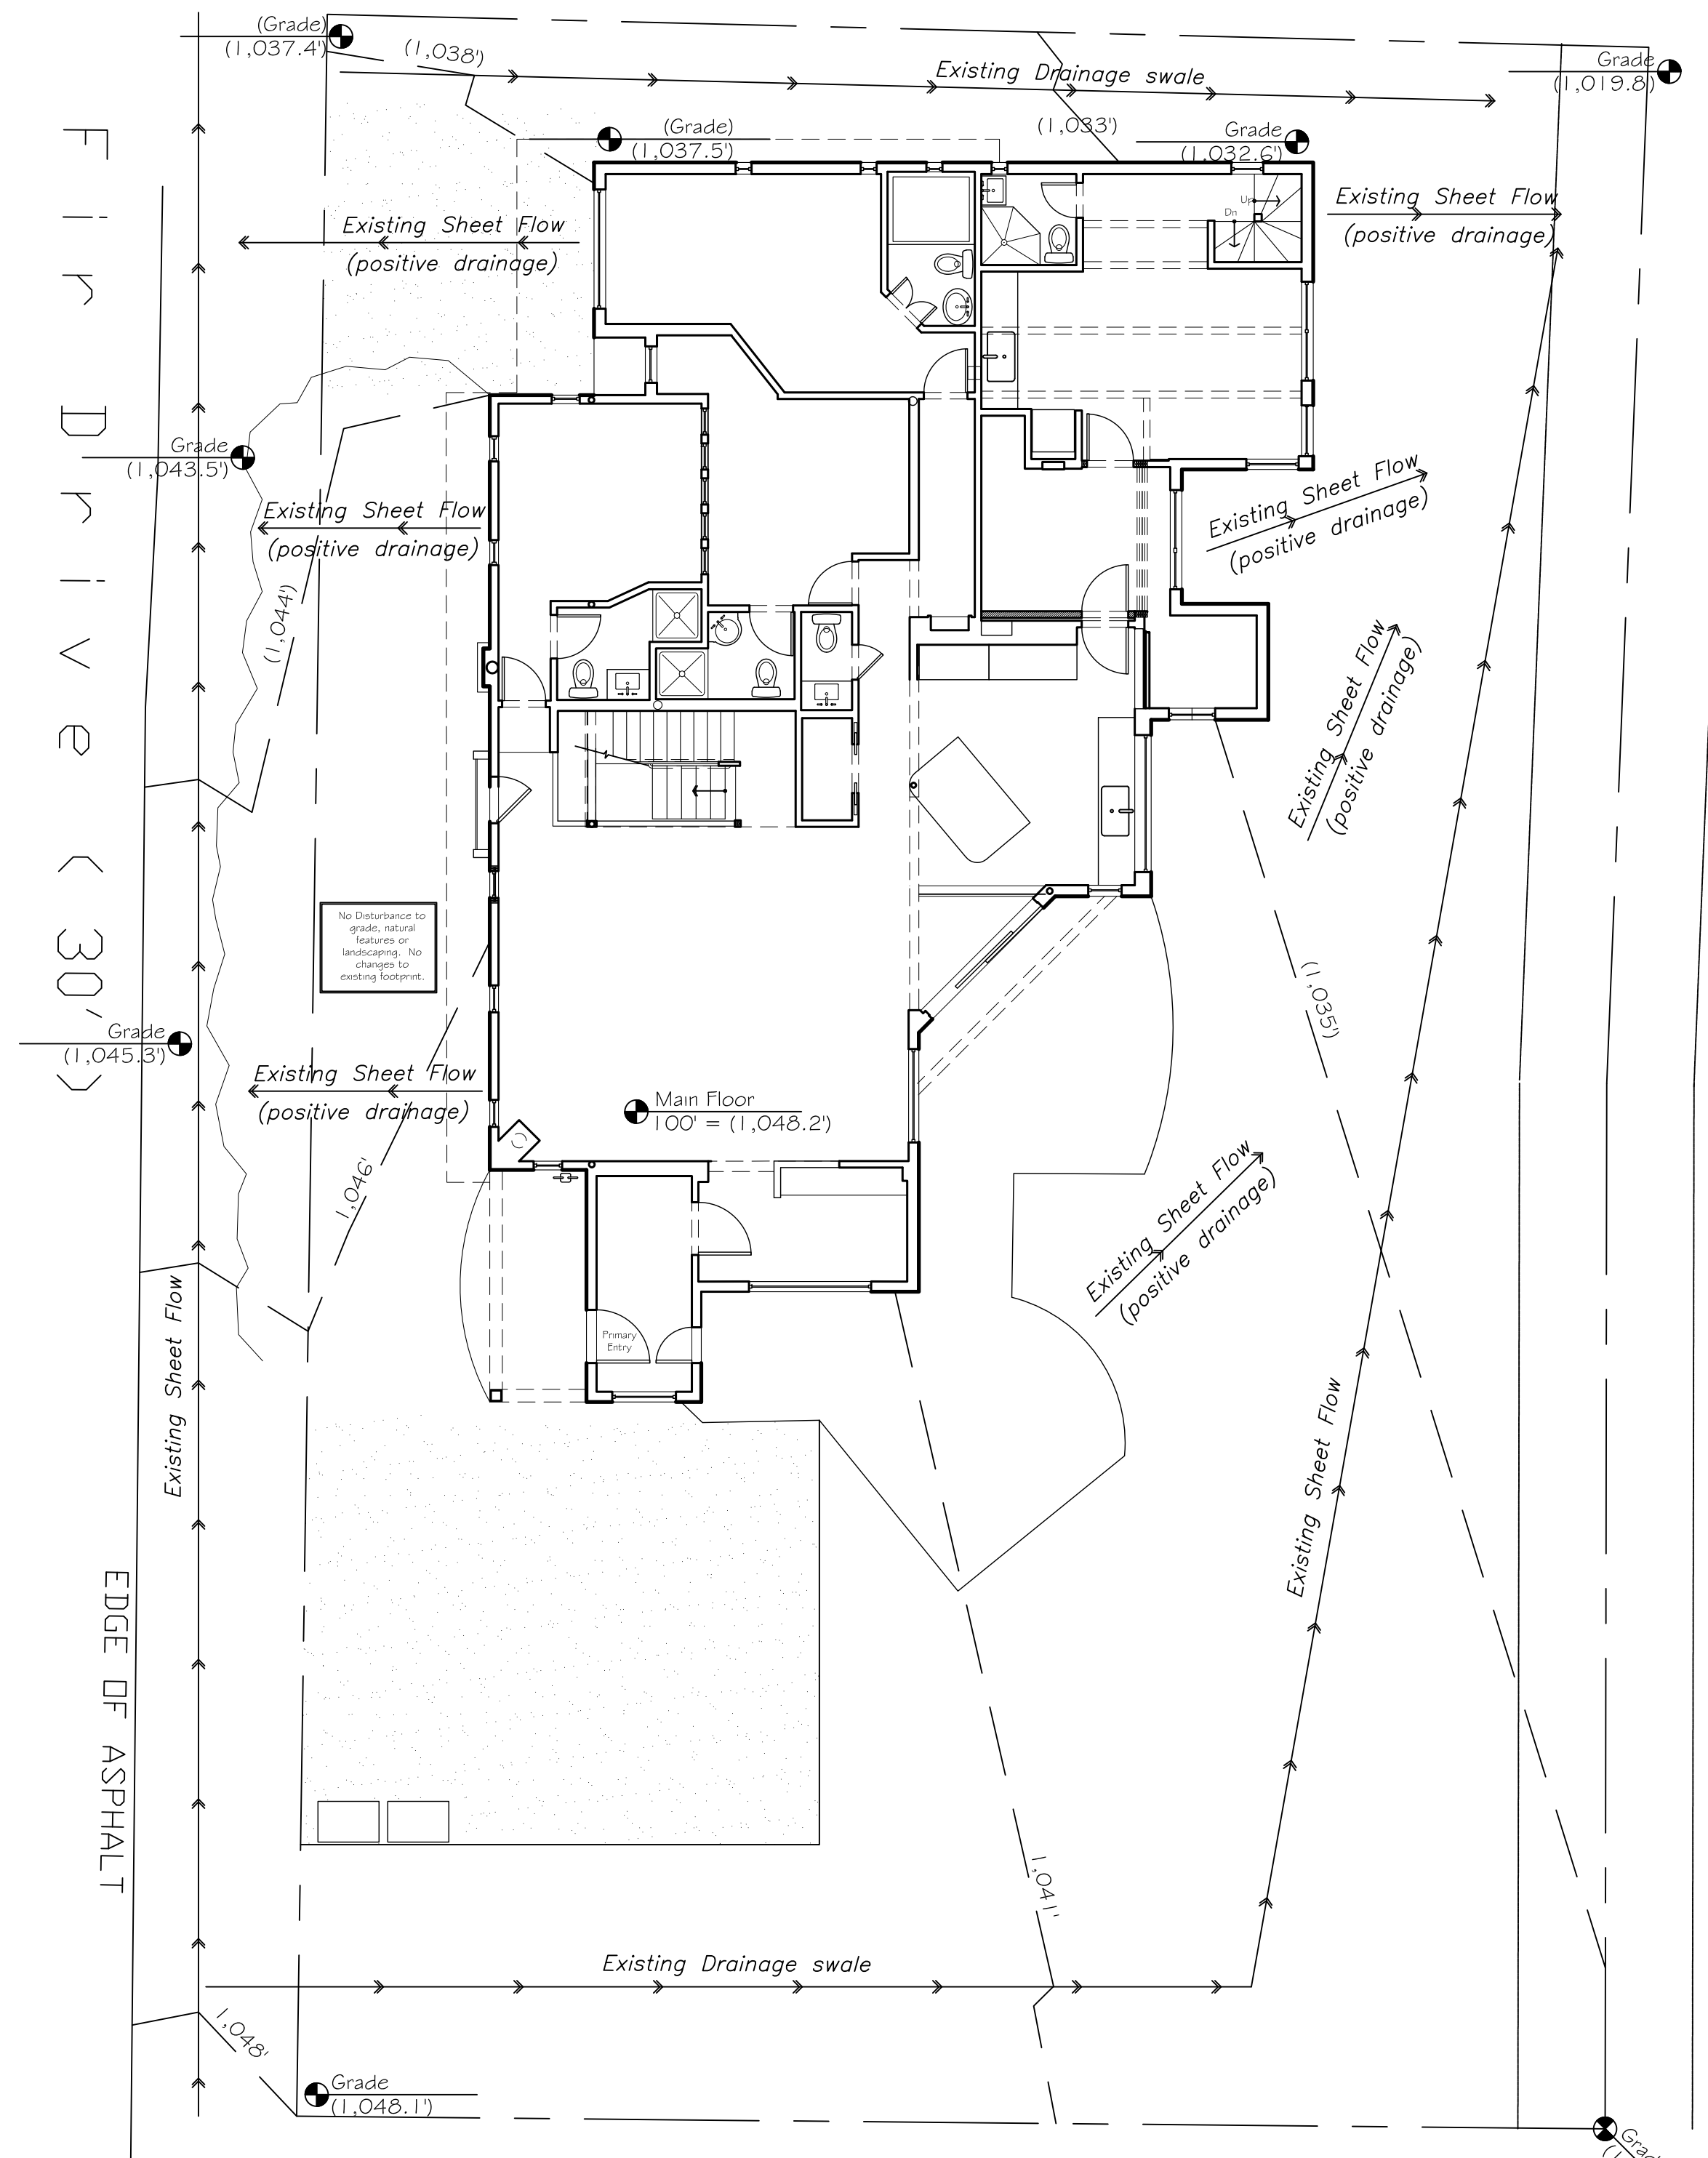 (Grade)
(1,037.4')
(1,038')
Existing Drainage swale
Grade
(1,019.8)
(Grade)
(1,037.5')
(1,033')
Grade
(1,032.6')
Existing Sheet Flow
(positive drainage)
Up
Dn
Existing Sheet Flow
(positive drainage)
Fir Drive (30')
Grade
(1,043.5')
Existing Sheet Flow
(positive drainage)
Existing Sheet Flow
(positive drainage)
(1,044')
Existing Sheet Flow
(positive drainage)
No Disturbance to
grade, natural
features or
landscaping. No
changes to
existing footprint.
(1,035')
Grade
(1,045.3')
Existing Sheet Flow
(positive drainage)
Main Floor
100' = (1,048.2')
1,046'
Existing Sheet Flow
(positive drainage)
Primary
Entry
Existing Sheet Flow
Existing Sheet Flow
EDGE OF ASPHALT
1,041'
Existing Drainage swale
1,048'
Grade
(1,048.1')